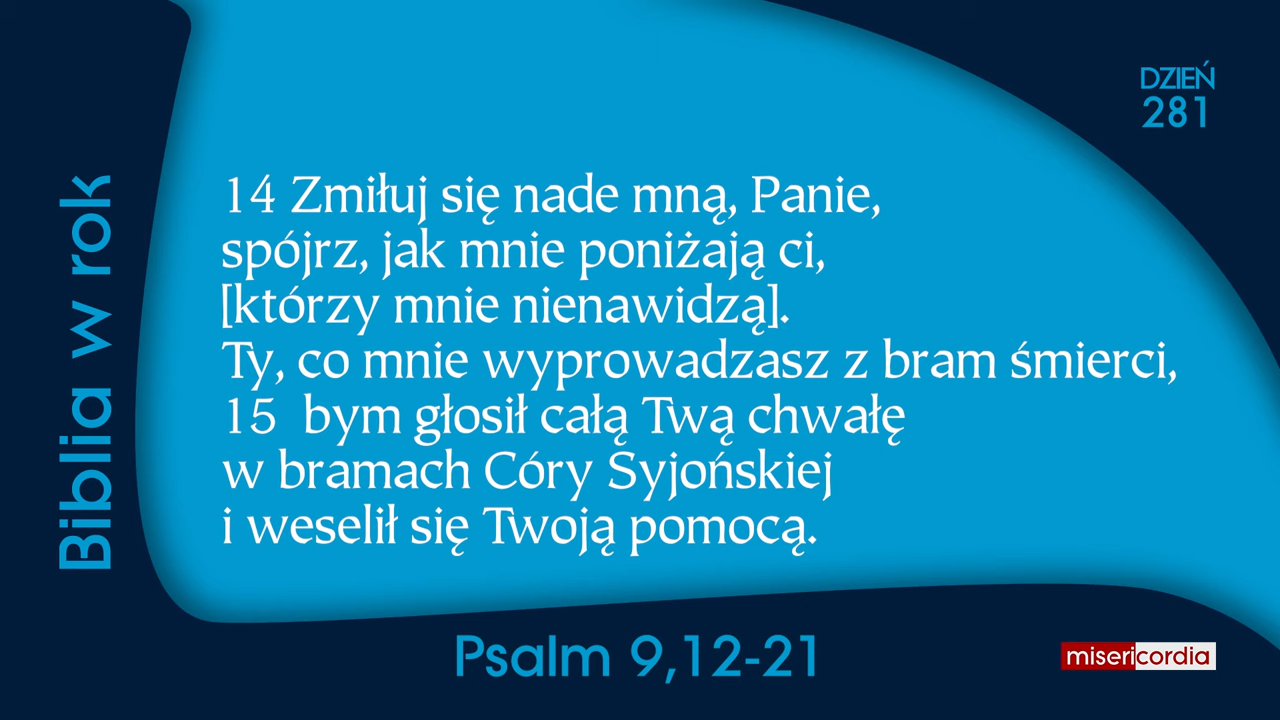 DZIEŃ
281
Biblia w rok
14 Zmiłuj się nade mną, Panie,
spójrz, jak mnie poniżają ci,
[którzy mnie nienawidzą].
Ty, co mnie wyprowadzasz z bram śmierci,
15 bym głosił całą Twą chwałę
w bramach Córy Syjońskiej
i weselił się Twoją pomocą.
Psalm 9,12-21
misericordia